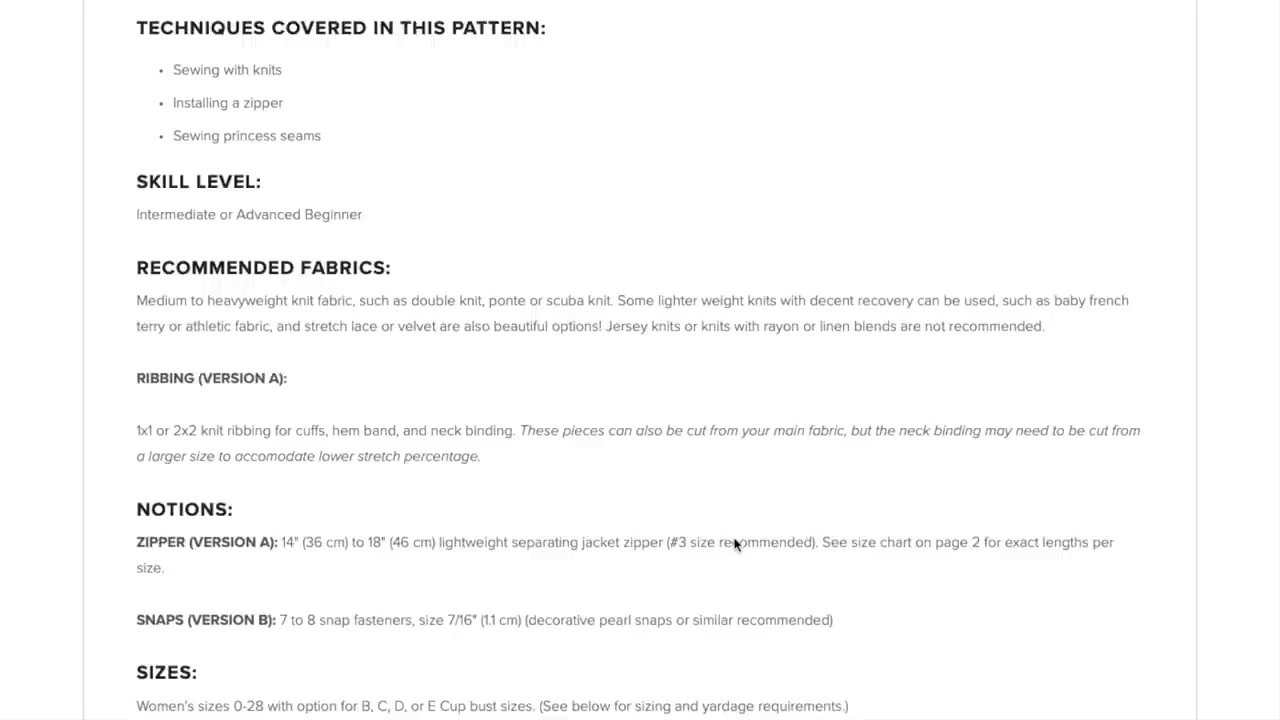 TECHNIQUES COVERED IN THIS PATTERN:
• Sewing with knits
• Installing a zipper
• Sewing princess seams
SKILL LEVEL:
Intermediate or Advanced Beginner
RECOMMENDED FABRICS:
Medium to heavyweight knit fabric, such as double knit, ponte or scuba knit. Some lighter weight knits with decent recovery can be used, such as baby french
terry or athletic fabric, and stretch lace or velvet are also beautiful options! Jersey knits or knits with rayon or linen blends are not recommended.
RIBBING (VERSION A):
1x1 or 2x2 knit ribbing for cuffs, hem band, and neck binding. These pieces can also be cut from your main fabric, but the neck binding may need to be cut from
a larger size to accomodate lower stretch percentage.
NOTIONS:
ZIPPER (VERSION A): 14" (36 cm) to 18" (46 cm) lightweight separating jacket zipper (#3 size recommended). See size chart on page 2 for exact lengths per
size.
SNAPS (VERSION B): 7 to 8 snap fasteners, size 7/16" (1.1 cm) (decorative pearl snaps or similar recommended)
SIZES:
Women's sizes 0-28 with option for B, C, D, or E Cup bust sizes. (See below for sizing and yardage requirements.)